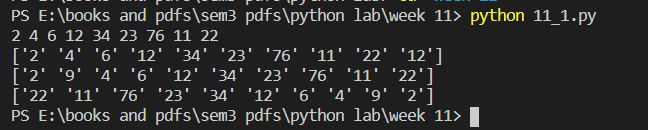 PS E:\books and pdfs\sem3 pdfs\python lab\week 11> python 11_1.py
2 4 6 12 34 23 76 11 22
['2' '4' '6' '12' '34' '23' '76' '11' '22' '12']
['2' '9' '4' '6' '12' '34' '23' '76' '11' '22']
['22' '11' '76' '23' '34' '12' '6' '4' '9' '2']
PS E:\books and pdfs\sem3 pdfs\python lab\week 11>